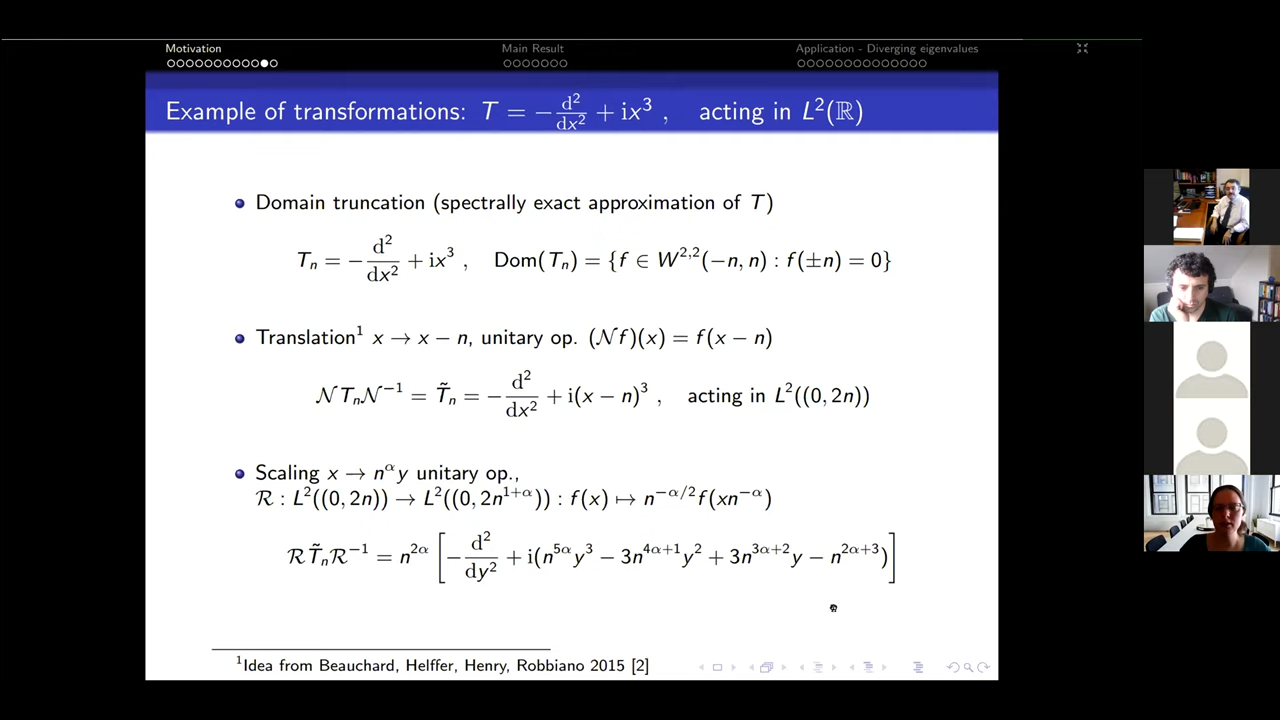 Motivation
Main Result
Application - Diverging eigenvalues
Example of transformations: T = −d²/dx² + ix³ , acting in L²(ℝ)
Domain truncation (spectrally exact approximation of T)
Tₙ = −d²/dx² + ix³ , Dom(Tₙ) = {f ∈ W^{2,2}(−n, n) : f(±n) = 0}
Translation¹ x → x − n, unitary op. (𝒩f)(x) = f(x − n)
𝒩Tₙ𝒩⁻¹ = T̃ₙ = −d²/dx² + i(x − n)³ , acting in L²((0, 2n))
Scaling x → n^α y unitary op.,
ℛ : L²((0, 2n)) → L²((0, 2n^{1+α})) : f(x) ↦ n^{−α/2}f(xn^{−α})
ℛT̃ₙℛ⁻¹ = n^{2α} [−d²/dy² + i(n^{5α}y³ − 3n^{4α+1}y² + 3n^{3α+2}y − n^{2α+3})]
¹Idea from Beauchard, Helffer, Henry, Robbiano 2015 [2]